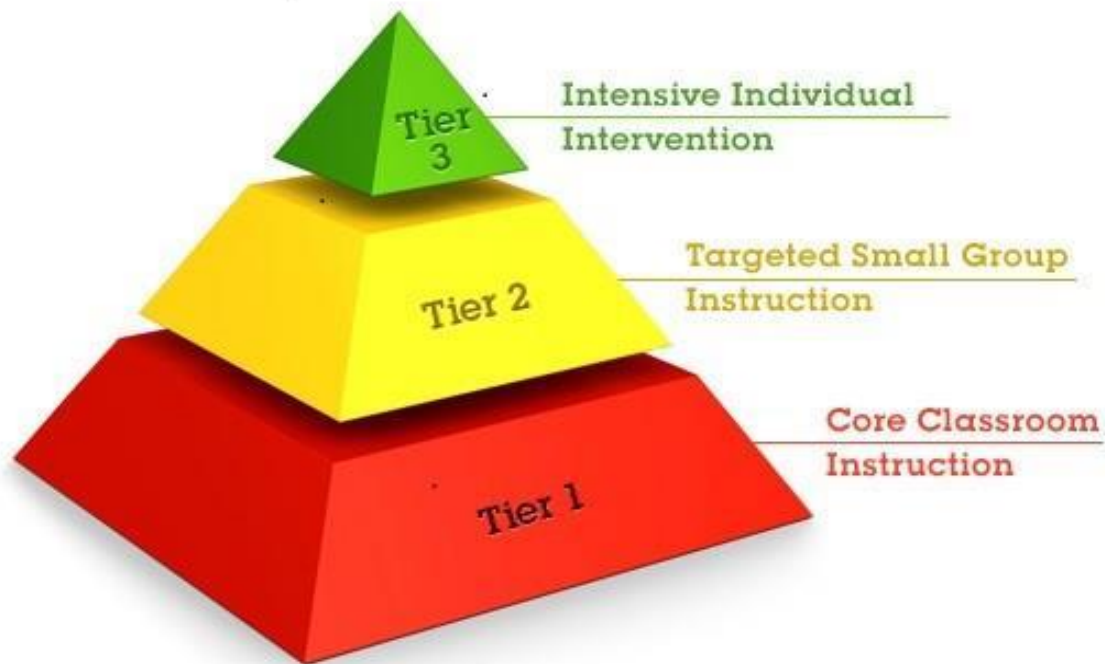 Tier
3
Intensive Individual
Intervention
Tier 2
Targeted Small Group
Instruction
Tier 1
Core Classroom
Instruction